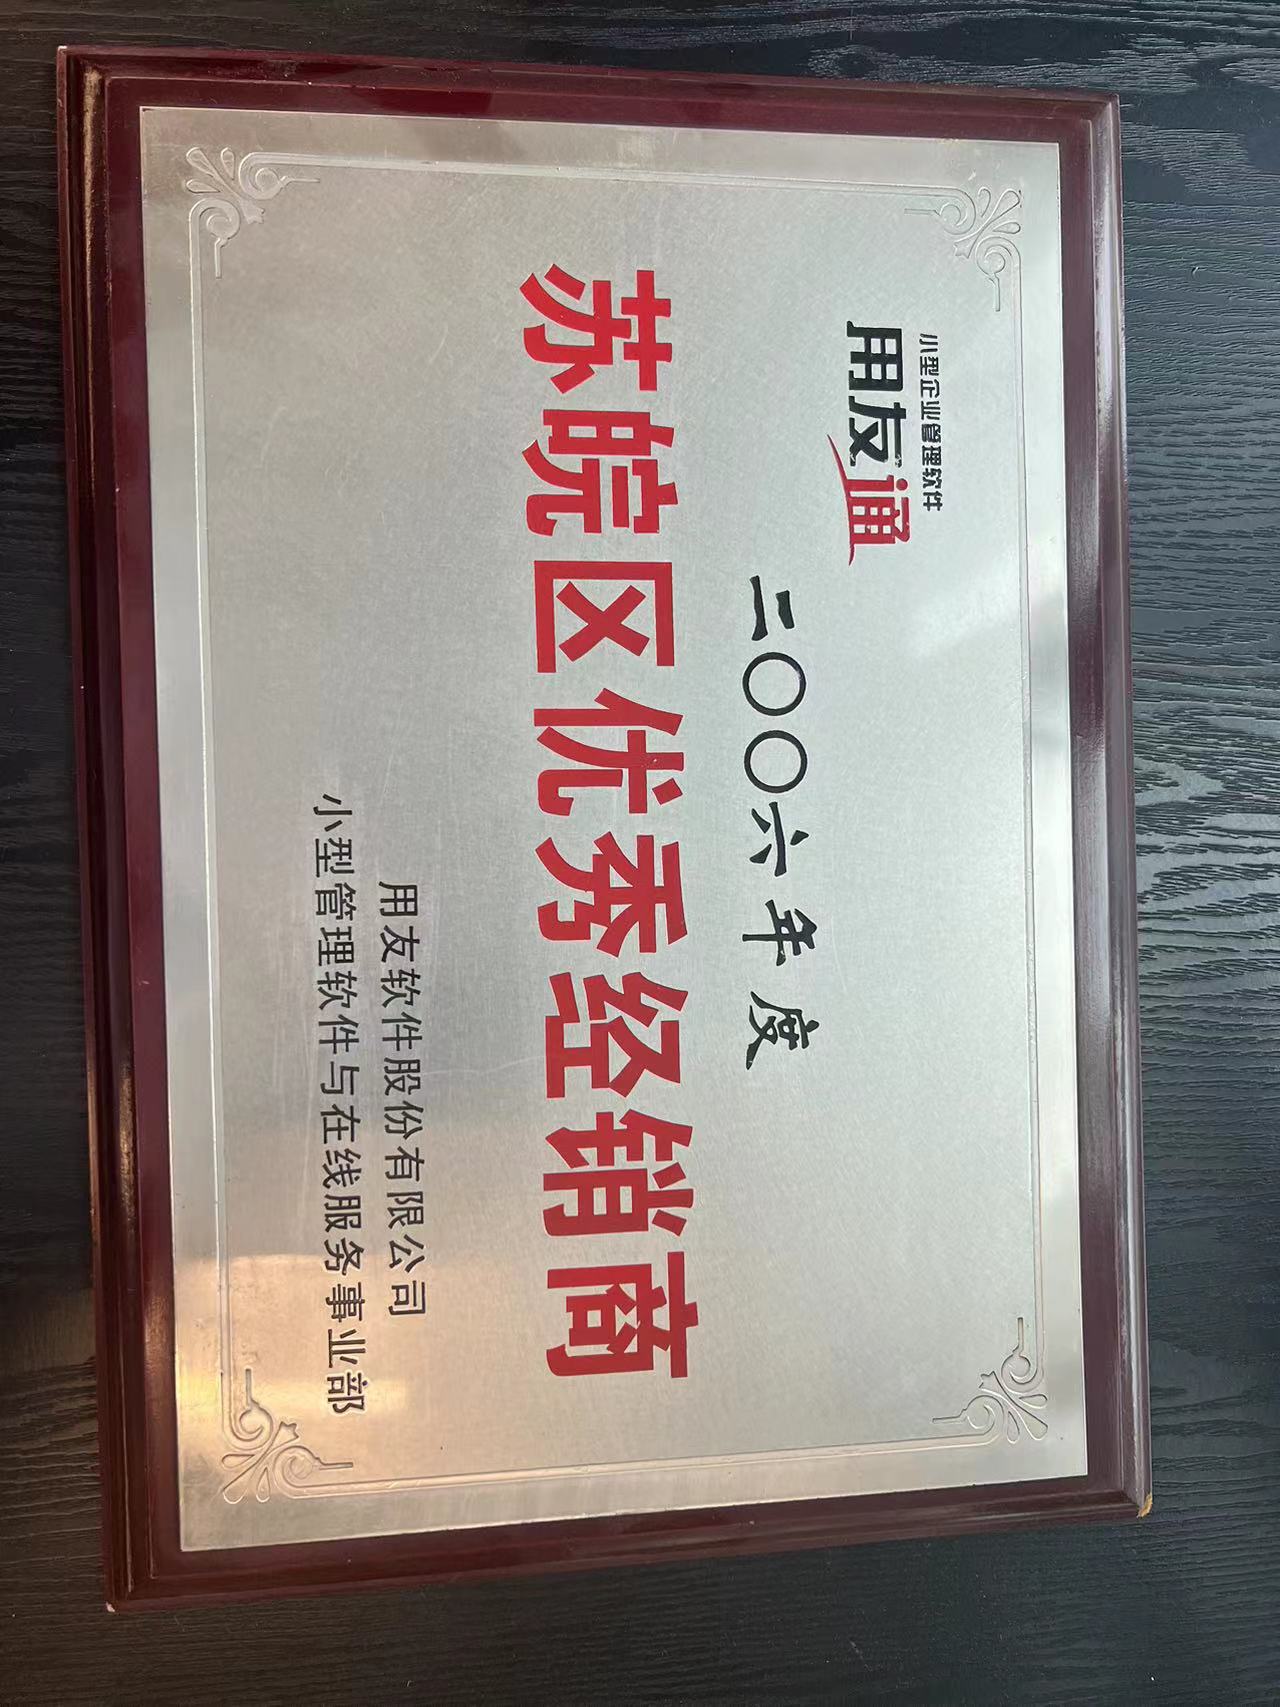 小型企业管理软件
用友通
二〇〇六年度
苏皖区优秀经销商
用友软件股份有限公司
小型管理软件与在线服务事业部